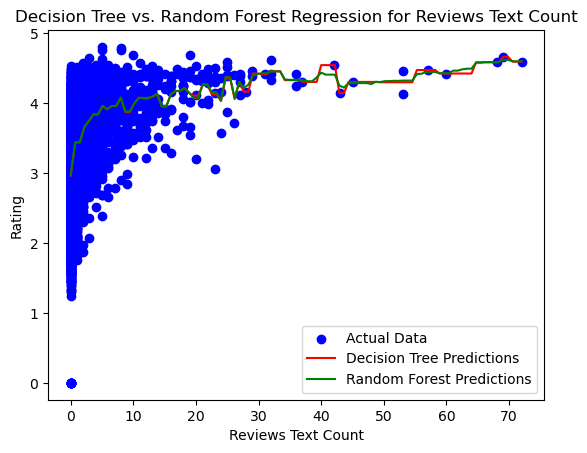 Decision Tree vs. Random Forest Regression for Reviews Text Count
5
4
3
2
1
0
Rating
0 10 20 30 40 50 60 70
Reviews Text Count
Actual Data
Decision Tree Predictions
Random Forest Predictions